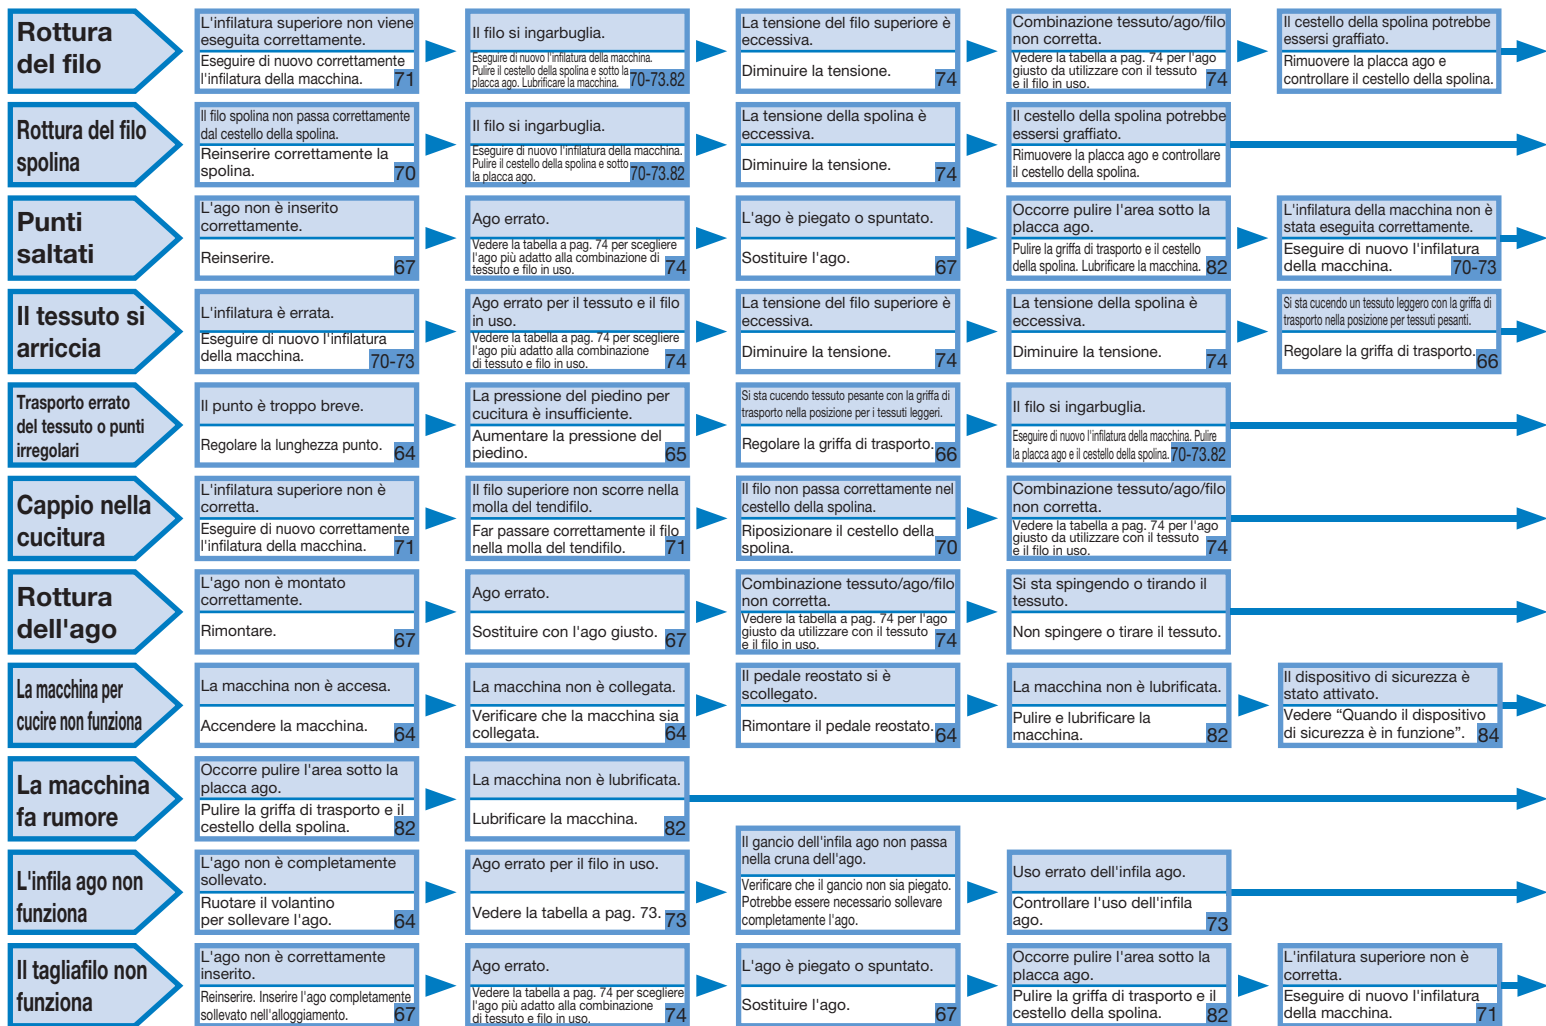 Rottura
del filo
L'infilatura superiore non viene
eseguita correttamente.
Eseguire di nuovo correttamente
l'infilatura della macchina. 71
Il filo si ingarbuglia.
Eseguire di nuovo l'infilatura della macchina.
Pulire il cestello della spolina e sotto la
placca ago. Lubrificare la macchina. 70-73.82
La tensione del filo superiore è
eccessiva.
Diminuire la tensione. 74
Combinazione tessuto/ago/filo
non corretta.
Vedere la tabella a pag. 74 per l'ago
giusto da utilizzare con il tessuto
e il filo in uso. 74
Il cestello della spolina potrebbe
essersi graffiato.
Rimuovere la placca ago e
controllare il cestello della spolina.
Rottura del filo
spolina
Il filo spolina non passa correttamente
dal cestello della spolina.
Reinserire correttamente la
spolina. 70
Il filo si ingarbuglia.
Eseguire di nuovo l'infilatura della macchina.
Pulire il cestello della spolina e sotto
la placca ago. 70-73.82
La tensione della spolina è
eccessiva.
Diminuire la tensione. 74
Il cestello della spolina potrebbe
essersi graffiato.
Rimuovere la placca ago e controllare
il cestello della spolina.
Punti
saltati
L'ago non è inserito
correttamente.
Reinserire. 67
Ago errato.
Vedere la tabella a pag. 74 per scegliere
l'ago più adatto alla combinazione di
tessuto e filo in uso. 74
L'ago è piegato o spuntato.
Sostituire l'ago. 67
Occorre pulire l'area sotto la
placca ago.
Pulire la griffa di trasporto e il cestello
della spolina. Lubrificare la macchina. 82
L'infilatura della macchina non è
stata eseguita correttamente.
Eseguire di nuovo l'infilatura
della macchina. 70-73
Il tessuto si
arriccia
L'infilatura è errata.
Eseguire di nuovo l'infilatura
della macchina. 70-73
Ago errato per il tessuto e il filo
in uso.
Vedere la tabella a pag. 74 per scegliere
l'ago più adatto alla combinazione
di tessuto e filo in uso. 74
La tensione del filo superiore è
eccessiva.
Diminuire la tensione. 74
La tensione della spolina è
eccessiva.
Diminuire la tensione. 74
Si sta cucendo un tessuto leggero con la griffa di
trasporto nella posizione per tessuti pesanti.
Regolare la griffa di trasporto. 66
Trasporto errato
del tessuto o punti
irregolari
Il punto è troppo breve.
Regolare la lunghezza punto. 64
La pressione del piedino per
cucitura è insufficiente.
Aumentare la pressione del
piedino. 65
Si sta cucendo tessuto pesante con la griffa di
trasporto nella posizione per i tessuti leggeri.
Regolare la griffa di trasporto. 66
Il filo si ingarbuglia.
Eseguire di nuovo l'infilatura della macchina. Pulire
la placca ago e il cestello della spolina. 70-73.82
Cappio nella
cucitura
L'infilatura superiore non è
corretta.
Eseguire di nuovo correttamente
l'infilatura della macchina. 71
Il filo superiore non scorre nella
molla del tendifilo.
Far passare correttamente il filo
nella molla del tendifilo. 71
Il filo non passa correttamente nel
cestello della spolina.
Riposizionare il cestello della
spolina. 70
Combinazione tessuto/ago/filo
non corretta.
Vedere la tabella a pag. 74 per l'ago
giusto da utilizzare con il tessuto
e il filo in uso. 74
Rottura
dell'ago
L'ago non è montato
correttamente.
Rimontare. 67
Ago errato.
Sostituire con l'ago giusto. 67
Combinazione tessuto/ago/filo
non corretta.
Vedere la tabella a pag. 74 per l'ago
giusto da utilizzare con il tessuto
e il filo in uso. 74
Si sta spingendo o tirando il
tessuto.
Non spingere o tirare il tessuto.
La macchina per
cucire non funziona
La macchina non è accesa.
Accendere la macchina. 64
La macchina non è collegata.
Verificare che la macchina sia
collegata. 64
Il pedale reostato si è
scollegato.
Rimontare il pedale reostato. 64
La macchina non è lubrificata.
Pulire e lubrificare la
macchina. 82
Il dispositivo di sicurezza è
stato attivato.
Vedere “Quando il dispositivo
di sicurezza è in funzione”. 84
La macchina
fa rumore
Occorre pulire l'area sotto la
placca ago.
Pulire la griffa di trasporto e il
cestello della spolina. 82
La macchina non è lubrificata.
Lubrificare la macchina. 82
L'infila ago non
funziona
L'ago non è completamente
sollevato.
Ruotare il volantino
per sollevare l'ago. 64
Ago errato per il filo in uso.
Vedere la tabella a pag. 73. 73
Il gancio dell'infila ago non passa
nella cruna dell'ago.
Verificare che il gancio non sia piegato.
Potrebbe essere necessario sollevare
completamente l'ago.
Uso errato dell'infila ago.
Controllare l'uso dell'infila
ago. 73
Il tagliafilo non
funziona
L'ago non è correttamente
inserito.
Reinserire. Inserire l'ago completamente
sollevato nell'alloggiamento. 67
Ago errato.
Vedere la tabella a pag. 74 per scegliere
l'ago più adatto alla combinazione
di tessuto e filo in uso. 74
L'ago è piegato o spuntato.
Sostituire l'ago. 67
Occorre pulire l'area sotto la
placca ago.
Pulire la griffa di trasporto e il
cestello della spolina. 82
L'infilatura superiore non è
corretta.
Eseguire di nuovo l'infilatura
della macchina. 71